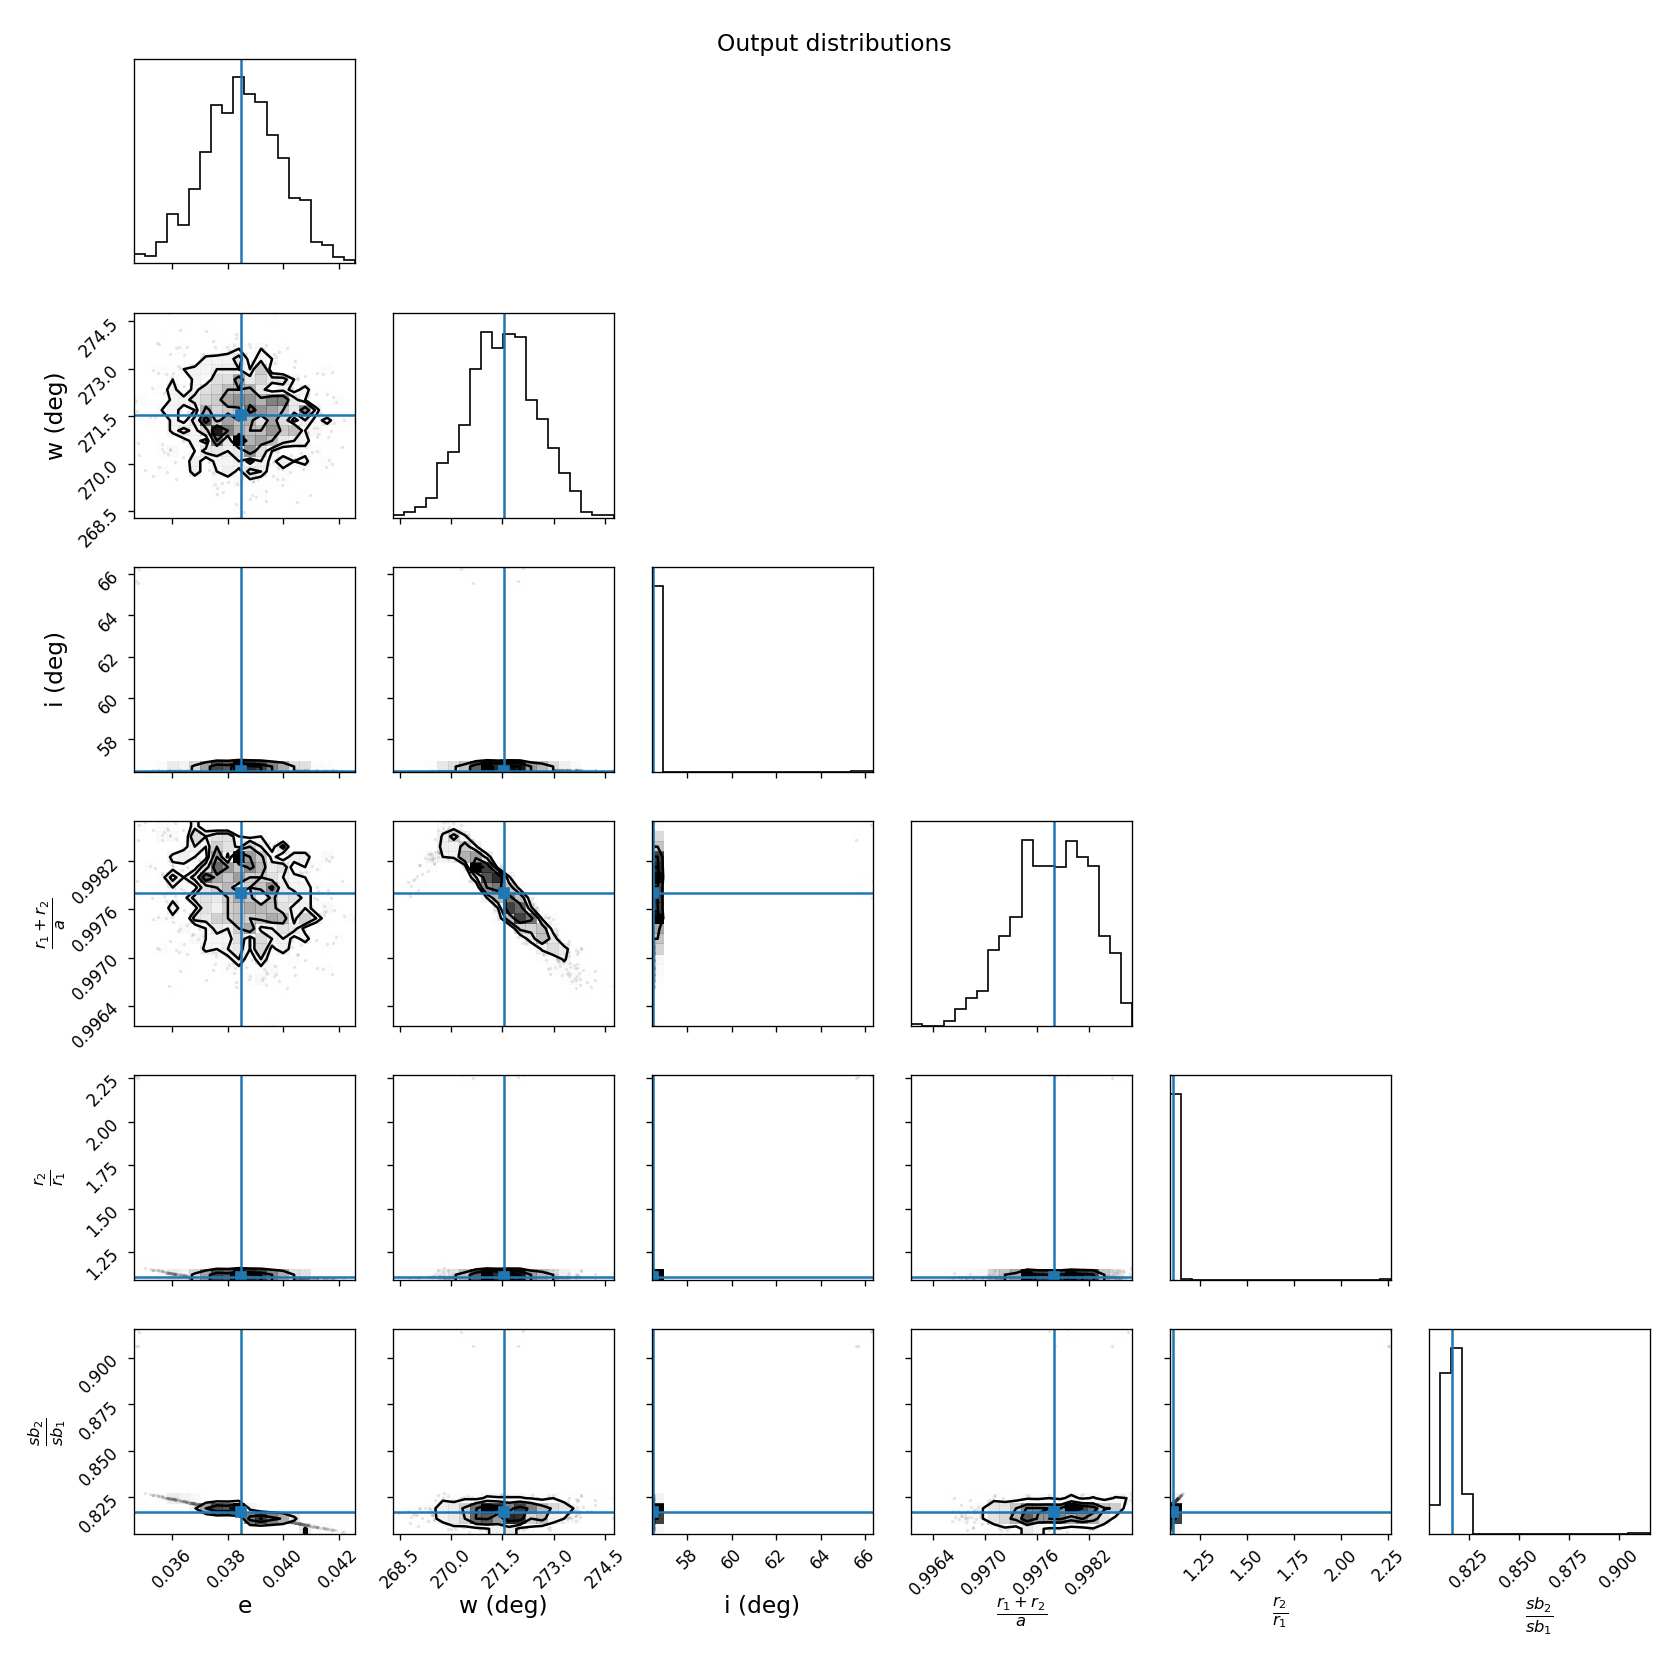 Output distributions
274.5
273.0
271.5
270.0
268.5
w (deg)
66
64
62
60
58
i (deg)
0.9982
0.9976
0.9970
0.9964
r₁ + r₂
a
2.25
2.00
1.75
1.50
1.25
r₂
r₁
0.900
0.875
0.850
0.825
sb₂
sb₁
0.036 0.038 0.040 0.042 268.5 270.0 271.5 273.0 274.5 58 60 62 64 66 0.9964 0.9970 0.9976 0.9982 1.25 1.50 1.75 2.00 2.25 0.825 0.850 0.875 0.900
e w (deg) i (deg)
r₁ + r₂ r₂ sb₂
a r₁ sb₁